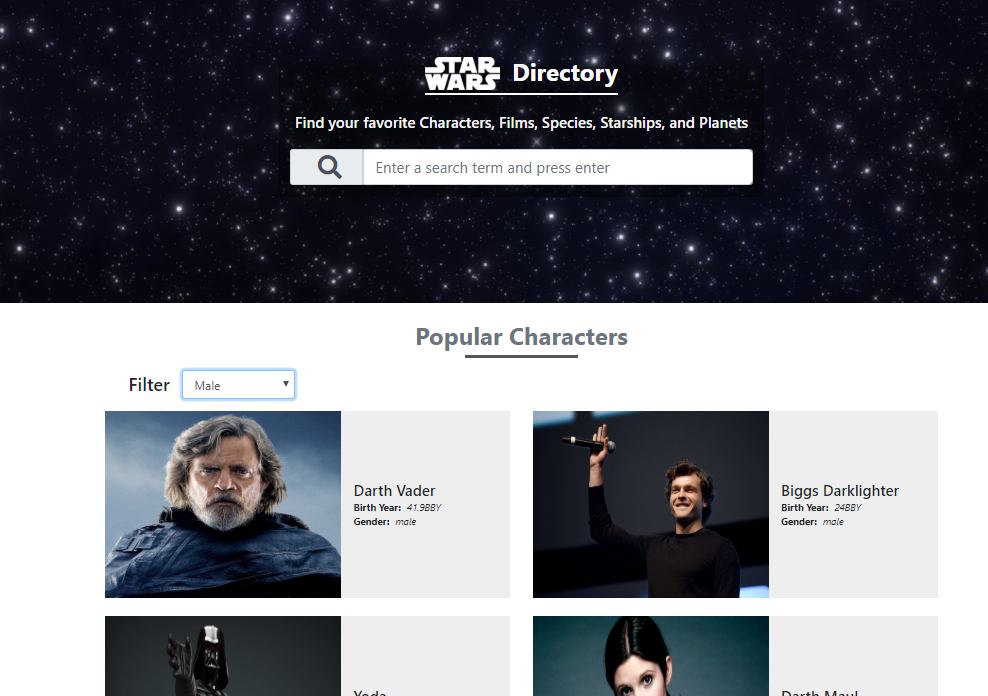 STAR WARS Directory
Find your favorite Characters, Films, Species, Starships, and Planets
Enter a search term and press enter
Popular Characters
Filter Male
Darth Vader
Birth Year: 41.9BBY
Gender: male
Biggs Darklighter
Birth Year: 24BBY
Gender: male
Yoda
Darth Maul